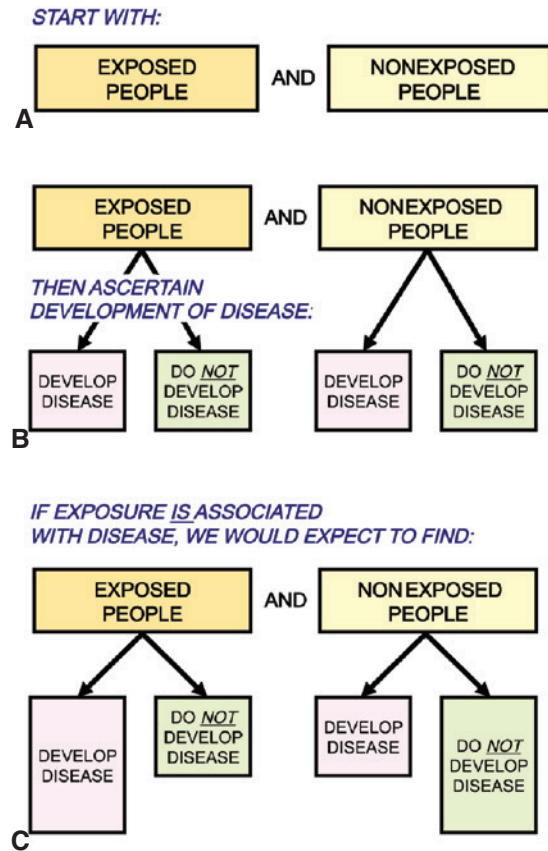 START WITH:
EXPOSED
PEOPLE
AND
NONEXPOSED
PEOPLE
A
EXPOSED
PEOPLE
AND
NONEXPOSED
PEOPLE
THEN ASCERTAIN
DEVELOPMENT OF DISEASE:
DEVELOP
DISEASE
DO NOT
DEVELOP
DISEASE
DEVELOP
DISEASE
DO NOT
DEVELOP
DISEASE
B
IF EXPOSURE IS ASSOCIATED
WITH DISEASE, WE WOULD EXPECT TO FIND:
EXPOSED
PEOPLE
AND
NONEXPOSED
PEOPLE
DEVELOP
DISEASE
DO NOT
DEVELOP
DISEASE
DEVELOP
DISEASE
DO NOT
DEVELOP
DISEASE
C